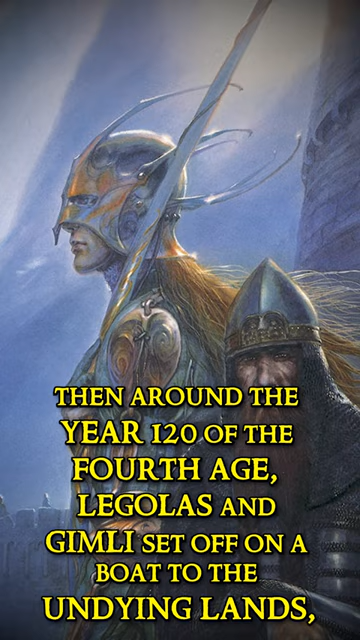 THEN AROUND THE
YEAR 120 OF THE
FOURTH AGE,
LEGOLAS AND
GIMLI SET OFF ON A
BOAT TO THE
UNDYING LANDS,